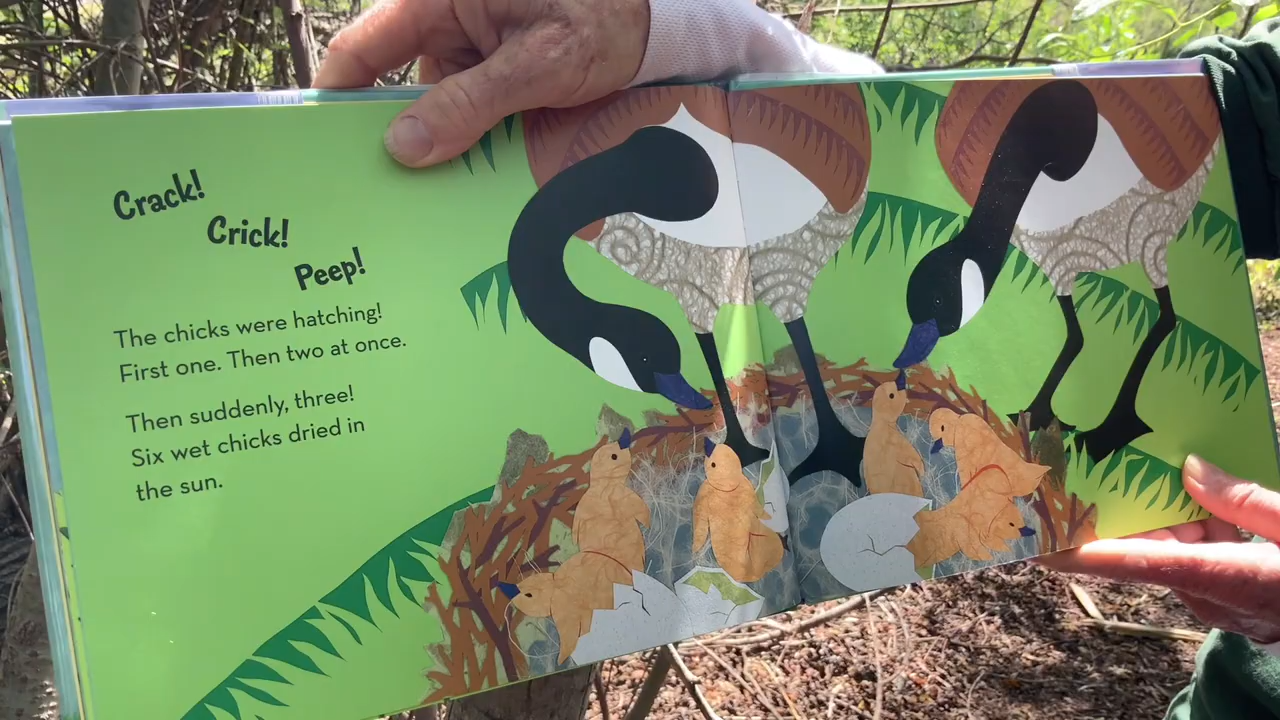 Crack!
Crick!
Peep!
The chicks were hatching!
First one. Then two at once.
Then suddenly, three!
Six wet chicks dried in
the sun.